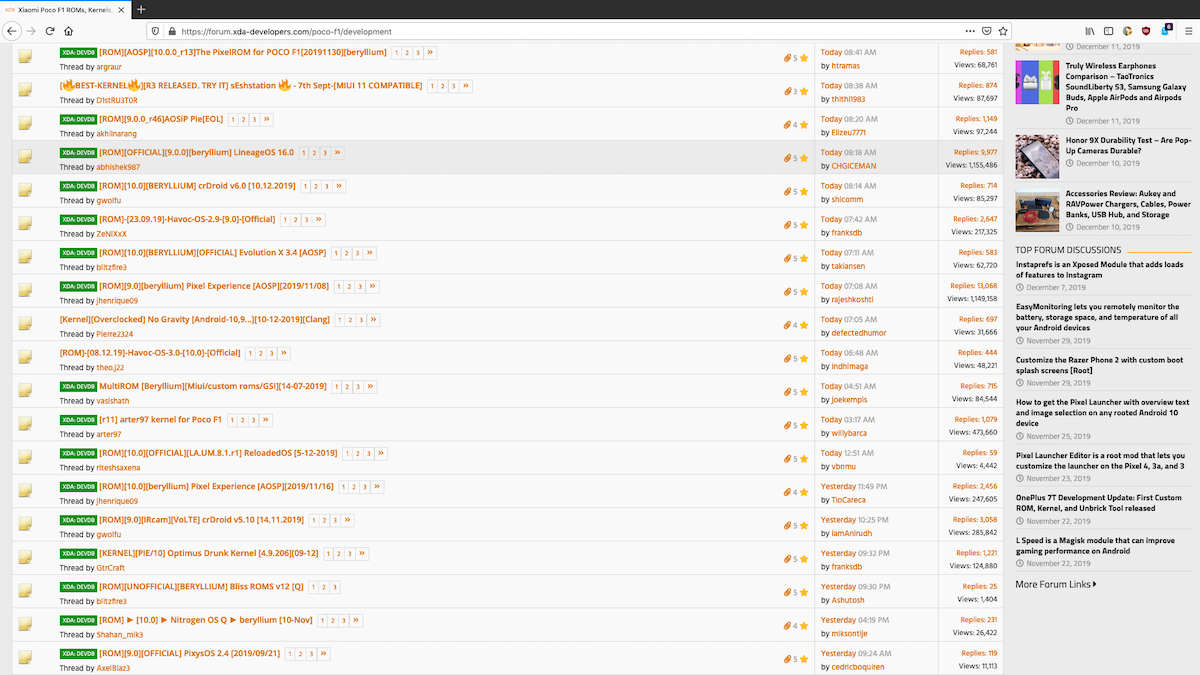 Xiaomi Poco F1 ROMs, Kernels,
https://forum.xda-developers.com/poco-f1/development
XDA: DEVDB [ROM][AOSP][10.0.0_r13]The PixelROM for POCO F1[20191130][beryllium] 1 2 3 »
Thread by argraur
5
Today 08:41 AM
by htramas
Replies: 581
Views: 68,761
[🔥BEST-KERNEL🔥][R3 RELEASED. TRY IT] sEshstation 🔥 - 7th Sept-[MIUI 11 COMPATIBLE] 1 2 3 »
Thread by D1stRU3T0R
3
Today 08:38 AM
by thithi1983
Replies: 874
Views: 87,697
XDA: DEVDB [ROM][9.0.0_r46]AOSiP Pie[EOL] 1 2 3 »
Thread by akhilnarang
4
Today 08:20 AM
by Elizeu7771
Replies: 1,149
Views: 97,244
XDA: DEVDB [ROM][OFFICIAL][9.0.0][beryllium] LineageOS 16.0 1 2 3 »
Thread by abhishek987
5
Today 08:18 AM
by CHGICEMAN
Replies: 9,977
Views: 1,155,486
XDA: DEVDB [ROM][10.0][BERYLLIUM] crDroid v6.0 [10.12.2019] 1 2 3 »
Thread by gwolfu
5
Today 08:14 AM
by shicomm
Replies: 714
Views: 85,297
XDA: DEVDB [ROM]-[23.09.19]-Havoc-OS-2.9-[9.0]-[Official] 1 2 3 »
Thread by ZeNiXxX
5
Today 07:42 AM
by franksdb
Replies: 2,647
Views: 217,325
XDA: DEVDB [ROM][10.0][BERYLLIUM][OFFICIAL] Evolution X 3.4 [AOSP] 1 2 3 »
Thread by blitzfire3
5
Today 07:11 AM
by takiansen
Replies: 583
Views: 62,720
XDA: DEVDB [ROM][9.0][beryllium] Pixel Experience [AOSP][2019/11/08] 1 2 3 »
Thread by jhenrique09
5
Today 07:08 AM
by rajeshkoshti
Replies: 13,068
Views: 1,149,158
[Kernel][Overclocked] No Gravity [Android-10,9...][10-12-2019][Clang] 1 2 3 »
Thread by Pierre2324
4
Today 07:05 AM
by defectedhumor
Replies: 697
Views: 31,666
[ROM]-[08.12.19]-Havoc-OS-3.0-[10.0]-[Official] 1 2 3 »
Thread by theo.j22
5
Today 06:48 AM
by indhimaga
Replies: 444
Views: 48,221
XDA: DEVDB MultiROM [Beryllium][Miui/custom roms/GSI][14-07-2019] 1 2 3 »
Thread by vasishath
5
Today 04:51 AM
by joekempis
Replies: 715
Views: 84,544
XDA: DEVDB [r11] arter97 kernel for Poco F1 1 2 3 »
Thread by arter97
5
Today 03:17 AM
by willybarca
Replies: 1,079
Views: 473,660
XDA: DEVDB [ROM][10.0][OFFICIAL][LA.UM.8.1.r1] ReloadedOS [5-12-2019] 1 2 3 »
Thread by riteshsaxena
5
Today 12:51 AM
by vbnmu
Replies: 59
Views: 4,442
XDA: DEVDB [ROM][10.0][beryllium] Pixel Experience [AOSP][2019/11/16] 1 2 3 »
Thread by jhenrique09
4
Yesterday 11:49 PM
by TioCareca
Replies: 2,456
Views: 247,605
XDA: DEVDB [ROM][9.0][IRcam][VoLTE] crDroid v5.10 [14.11.2019] 1 2 3 »
Thread by gwolfu
5
Yesterday 10:25 PM
by IamAnirudh
Replies: 3,058
Views: 285,842
XDA: DEVDB [KERNEL][PIE/10] Optimus Drunk Kernel [4.9.206][09-12] 1 2 3 »
Thread by GtrCraft
5
Yesterday 09:32 PM
by franksdb
Replies: 1,221
Views: 124,880
XDA: DEVDB [ROM][UNOFFICIAL][BERYLLIUM] Bliss ROMS v12 [Q] 1 2 3
Thread by blitzfire3
5
Yesterday 09:30 PM
by Ashutosh
Replies: 25
Views: 1,404
XDA: DEVDB [ROM] ► [10.0] ► Nitrogen OS Q ► beryllium [10-Nov] 1 2 3 »
Thread by Shahan_mik3
4
Yesterday 04:19 PM
by miksontije
Replies: 231
Views: 26,422
XDA: DEVDB [ROM][9.0][OFFICIAL] PixysOS 2.4 [2019/09/21] 1 2 3 »
Thread by AxelBlaz3
5
Yesterday 09:24 AM
by cedricboquiren
Replies: 119
Views: 11,113
December 11, 2019
Truly Wireless Earphones
Comparison – TaoTronics
SoundLiberty 53, Samsung Galaxy
Buds, Apple AirPods and Airpods
Pro
December 11, 2019
Honor 9X Durability Test – Are Pop-
Up Cameras Durable?
December 10, 2019
Accessories Review: Aukey and
RAVPower Chargers, Cables, Power
Banks, USB Hub, and Storage
December 10, 2019
TOP FORUM DISCUSSIONS
Instaprefs is an Xposed Module that adds loads
of features to Instagram
December 7, 2019
EasyMonitoring lets you remotely monitor the
battery, storage space, and temperature of all
your Android devices
November 29, 2019
Customize the Razer Phone 2 with custom boot
splash screens [Root]
November 29, 2019
How to get the Pixel Launcher with overview text
and image selection on any rooted Android 10
device
November 25, 2019
Pixel Launcher Editor is a root mod that lets you
customize the launcher on the Pixel 4, 3a, and 3
November 23, 2019
OnePlus 7T Development Update: First Custom
ROM, Kernel, and Unbrick Tool released
November 22, 2019
L Speed is a Magisk module that can improve
gaming performance on Android
November 22, 2019
More Forum Links